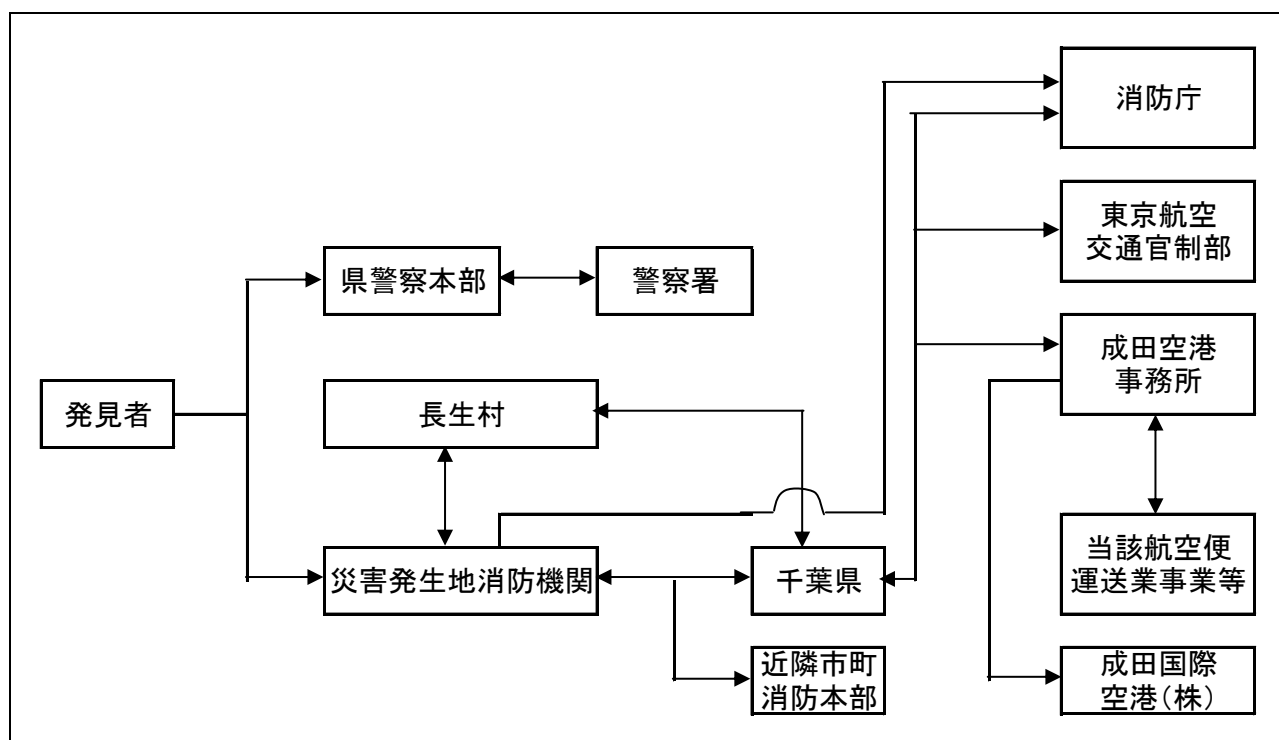 消防庁
東京航空
交通官制部
県警察本部
警察署
成田空港
事務所
発見者
長生村
災害発生地消防機関
千葉県
当該航空便
運送業事業等
近隣市町
消防本部
成田国際
空港(株)